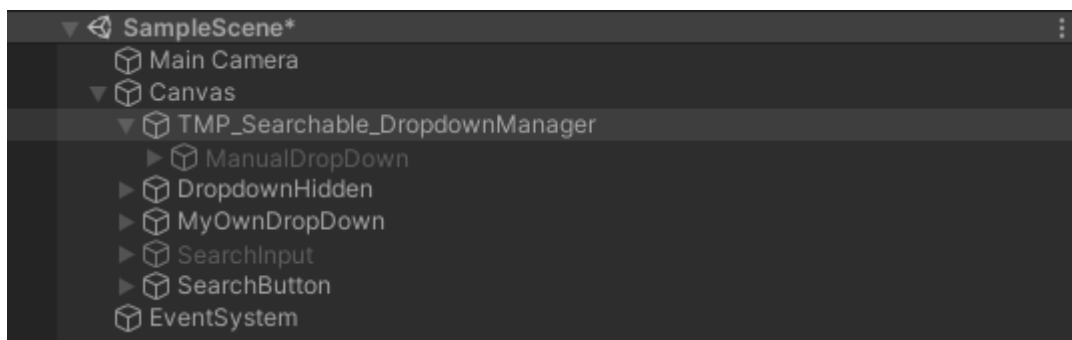 SampleScene*
Main Camera
Canvas
TMP_Searchable_DropdownManager
ManualDropDown
DropdownHidden
MyOwnDropDown
SearchInput
SearchButton
EventSystem